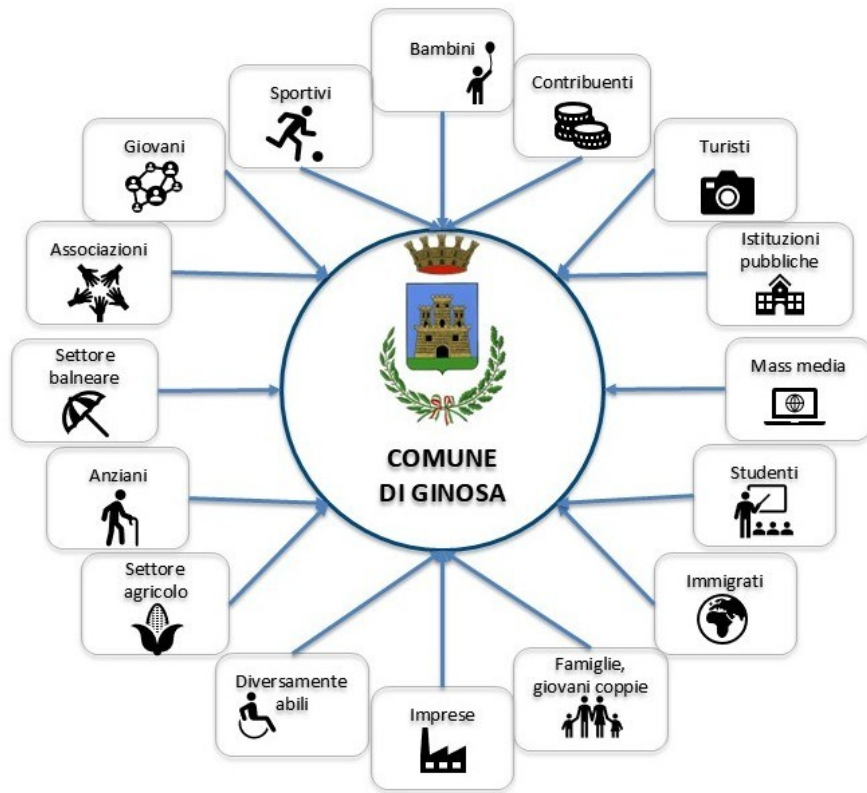 Bambini
Contribuenti
Sportivi
Turisti
Giovani
Istituzioni
pubbliche
Associazioni
Settore
balneare
Mass media
COMUNE
DI GINOSA
Anziani
Studenti
Settore
agricolo
Immigrati
Diversamente
abili
Famiglie,
giovani coppie
Imprese